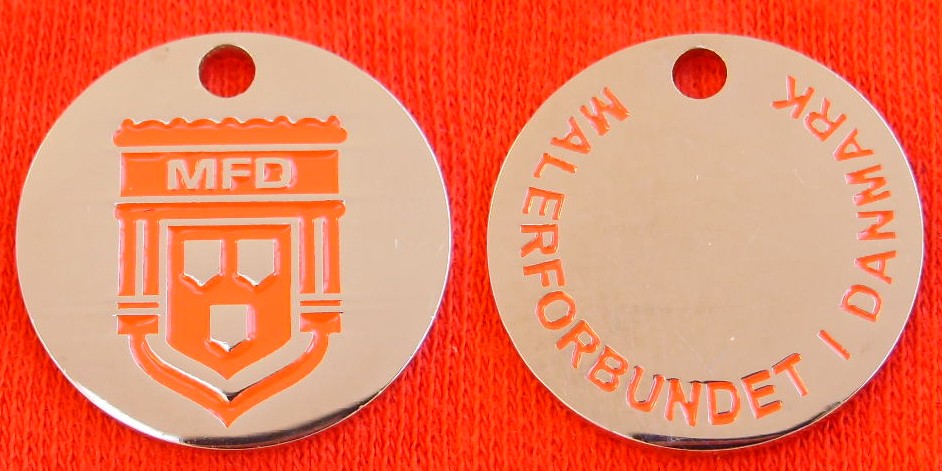 MFD
MALERFORBUNDET I DANMARK